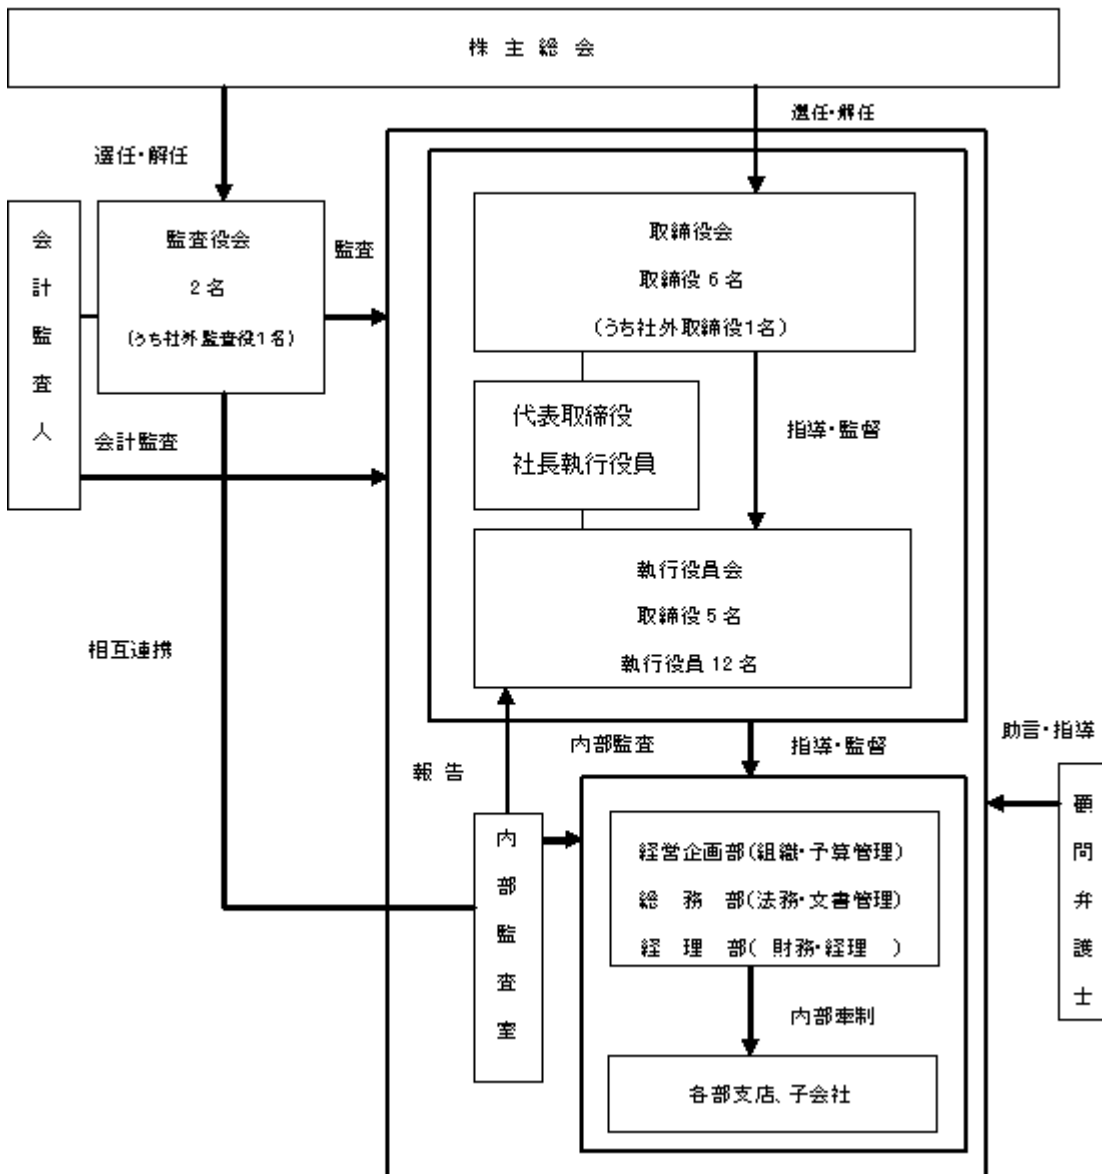 株 主 総 会
選任・解任
選任・解任
会計監査人
監査役会
2 名
(うち社外監査役1名)
監査
取締役会
取締役 6 名
(うち社外取締役1名)
代表取締役
社長執行役員
指導・監督
会計監査
執行役員会
取締役 5 名
執行役員 12 名
相互連携
内部監査
指導・監督
助言・指導
報 告
内部監査室
経営企画部(組織・予算管理)
総 務 部(法務・文書管理)
経 理 部( 財務・経理 )
顧問弁護士
内部牽制
各部支店、子会社